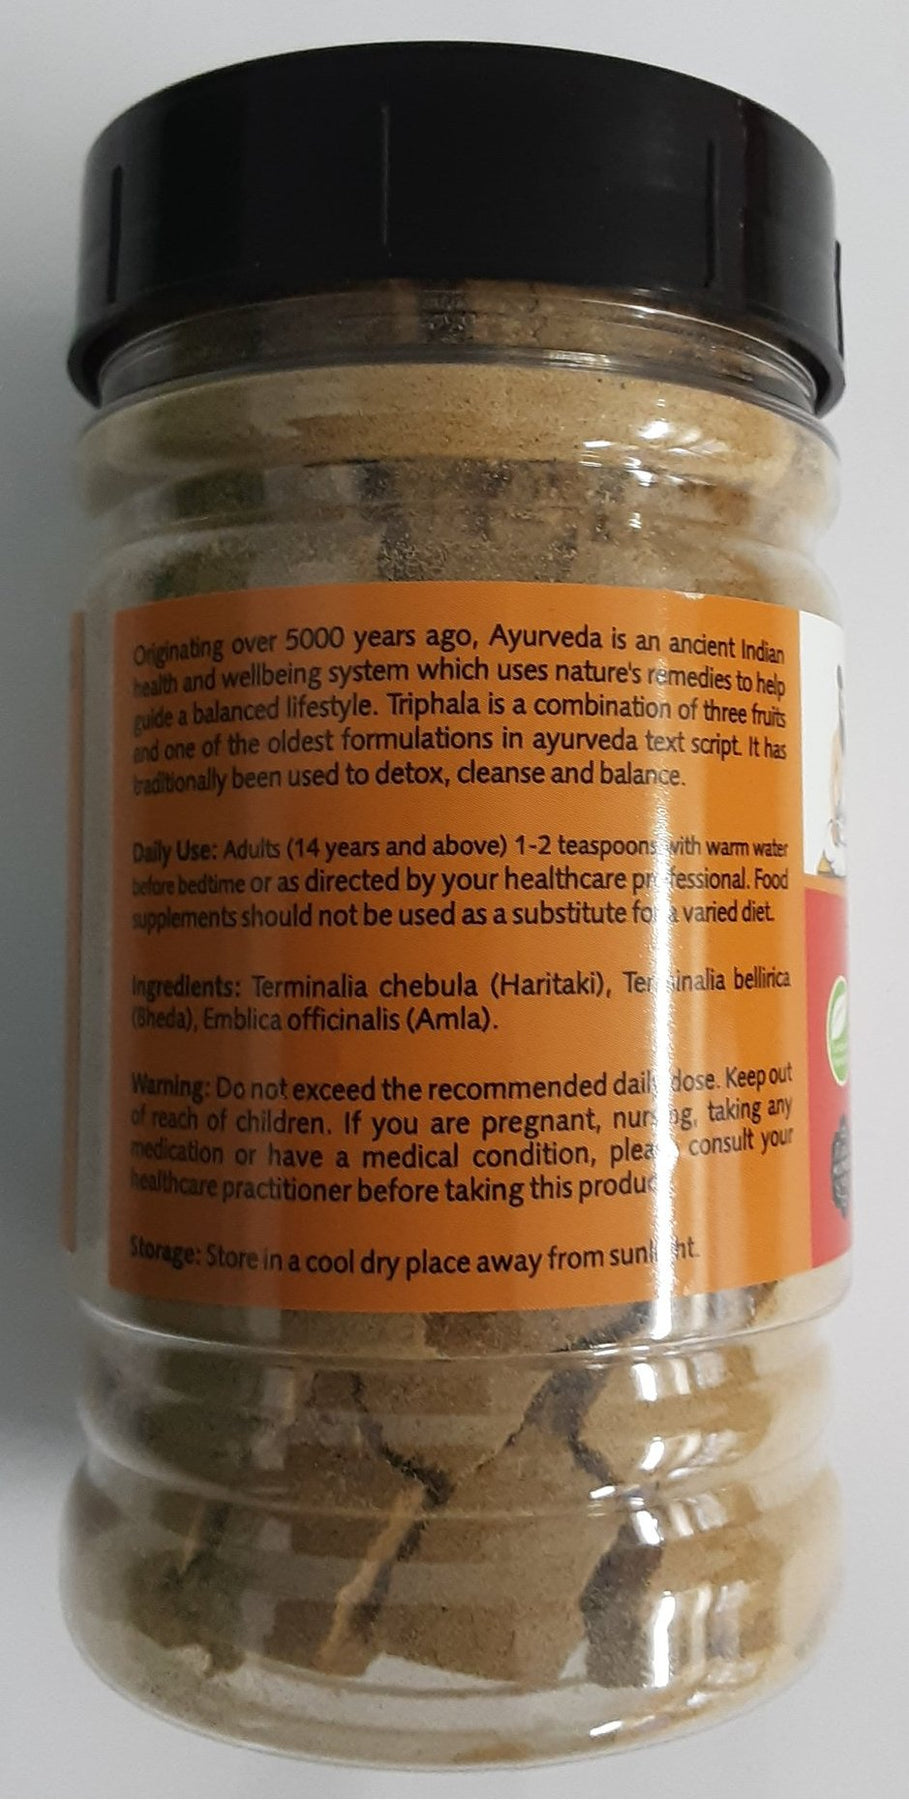 Originating over 5000 years ago, Ayurveda is an ancient Indian
health and wellbeing system which uses nature's remedies to help
guide a balanced lifestyle. Triphala is a combination of three fruits
and one of the oldest formulations in ayurveda text script. It has
traditionally been used to detox, cleanse and balance.
Daily Use: Adults (14 years and above) 1-2 teaspoons with warm water
before bedtime or as directed by your healthcare professional. Food
supplements should not be used as a substitute for a varied diet.
Ingredients: Terminalia chebula (Haritaki), Terminalia bellirica
(Bheda), Emblica officinalis (Amla).
Warning: Do not exceed the recommended daily dose. Keep out
of reach of children. If you are pregnant, nursing, taking any
medication or have a medical condition, please consult your
healthcare practitioner before taking this product.
Storage: Store in a cool dry place away from sunlight.